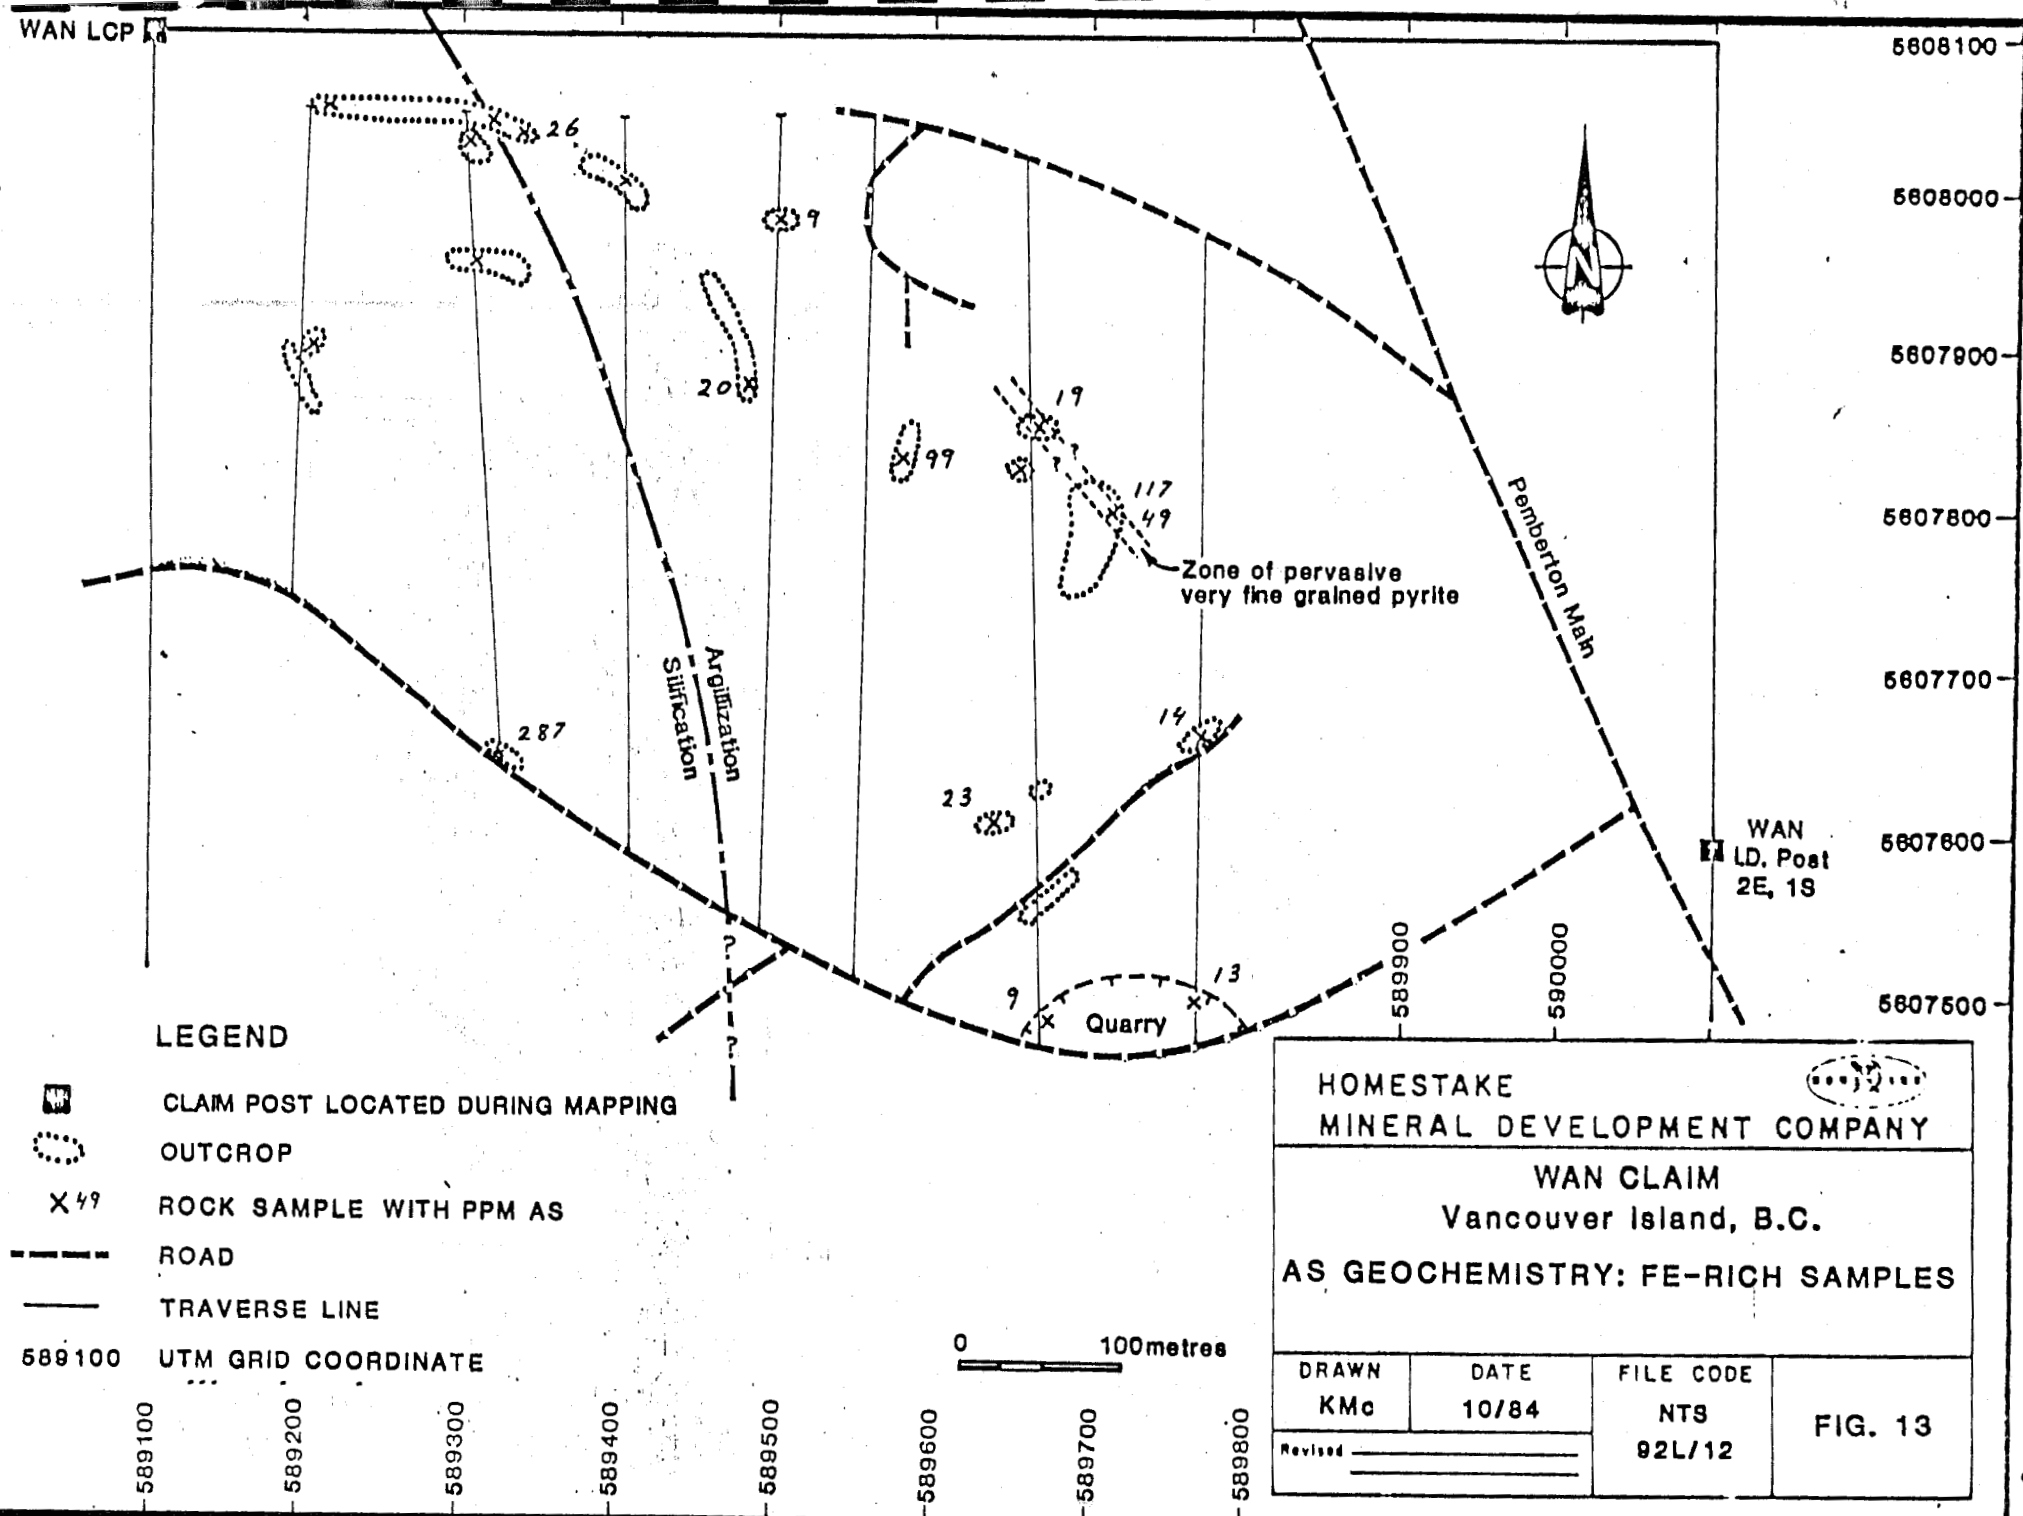 WAN LCP
5608100
5608000
5607900
5607800
5607700
5607600
5607500
26
9
20
99
19
117
49
Zone of pervasive
very fine grained pyrite
Pemberton Main
Argillization
Silification
287
14
23
9
13
Quarry
WAN
I.D. Post
2E, 1S
589900
590000
LEGEND
CLAIM POST LOCATED DURING MAPPING
OUTCROP
X 49 ROCK SAMPLE WITH PPM AS
ROAD
TRAVERSE LINE
589100 UTM GRID COORDINATE
0 100metres
589100
589200
589300
589400
589500
589600
589700
589800
HOMESTAKE
MINERAL DEVELOPMENT COMPANY
WAN CLAIM
Vancouver Island, B.C.
AS GEOCHEMISTRY: FE-RICH SAMPLES
DRAWN
KMc
DATE
10/84
FILE CODE
NTS
92L/12
FIG. 13
Revised
N
?
?
?
?